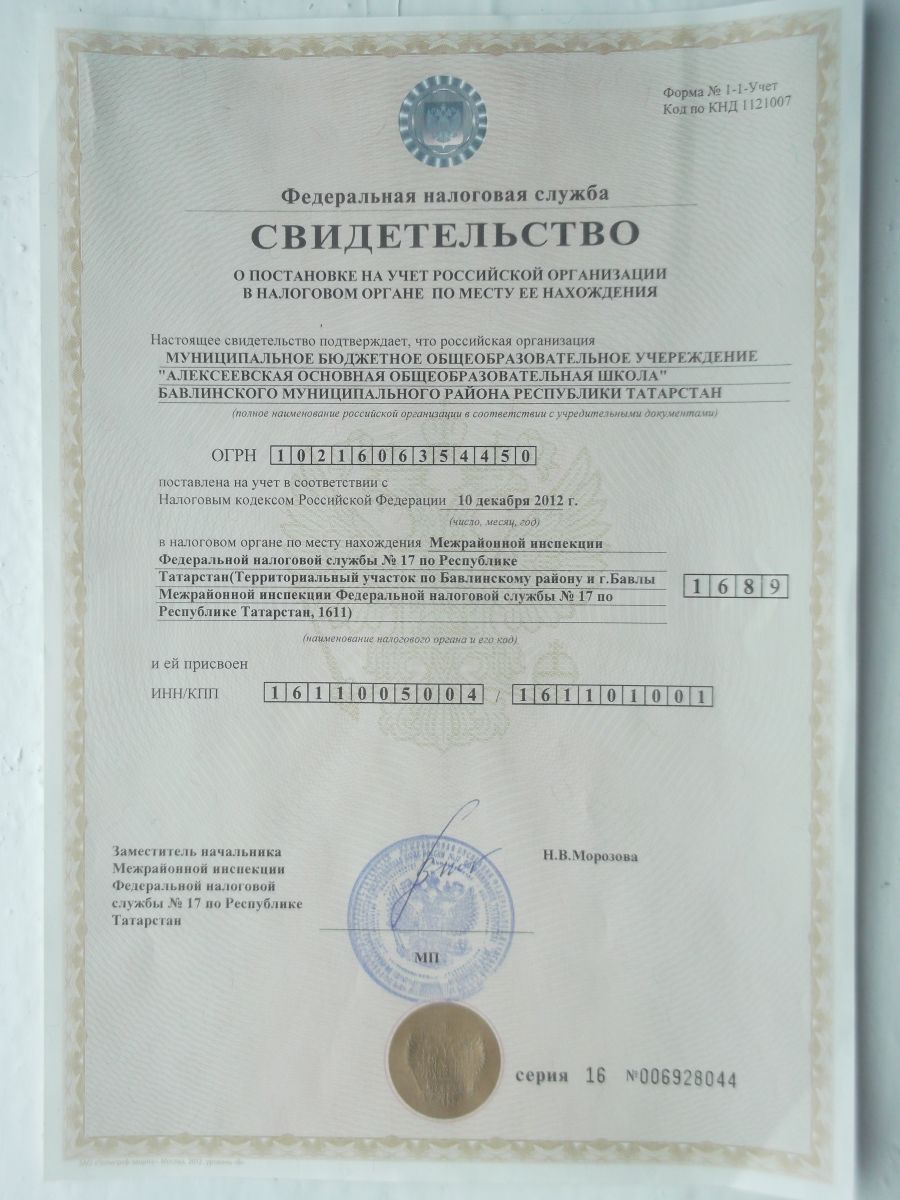 Форма № 1-1-Учет
Код по КНД 1121007
Федеральная налоговая служба
СВИДЕТЕЛЬСТВО
О ПОСТАНОВКЕ НА УЧЕТ РОССИЙСКОЙ ОРГАНИЗАЦИИ
В НАЛОГОВОМ ОРГАНЕ ПО МЕСТУ ЕЕ НАХОЖДЕНИЯ
Настоящее свидетельство подтверждает, что российская организация
МУНИЦИПАЛЬНОЕ БЮДЖЕТНОЕ ОБЩЕОБРАЗОВАТЕЛЬНОЕ УЧЕРЕЖДЕНИЕ
"АЛЕКСЕЕВСКАЯ ОСНОВНАЯ ОБЩЕОБРАЗОВАТЕЛЬНАЯ ШКОЛА"
БАВЛИНСКОГО МУНИЦИПАЛЬНОГО РАЙОНА РЕСПУБЛИКИ ТАТАРСТАН
(полное наименование российской организации в соответствии с учредительными документами)
ОГРН 1021606354450
поставлена на учет в соответствии с
Налоговым кодексом Российской Федерации 10 декабря 2012 г.
(число, месяц, год)
в налоговом органе по месту нахождения Межрайонной инспекции
Федеральной налоговой службы № 17 по Республике
Татарстан(Территориальный участок по Бавлинскому району и г.Бавлы 1689
Межрайонной инспекции Федеральной налоговой службы № 17 по
Республике Татарстан, 1611)
(наименование налогового органа и его код)
и ей присвоен
ИНН/КПП 1611005004 / 161101001
Заместитель начальника
Межрайонной инспекции
Федеральной налоговой
службы № 17 по Республике
Татарстан
Н.В.Морозова
МП
серия 16 №006928044